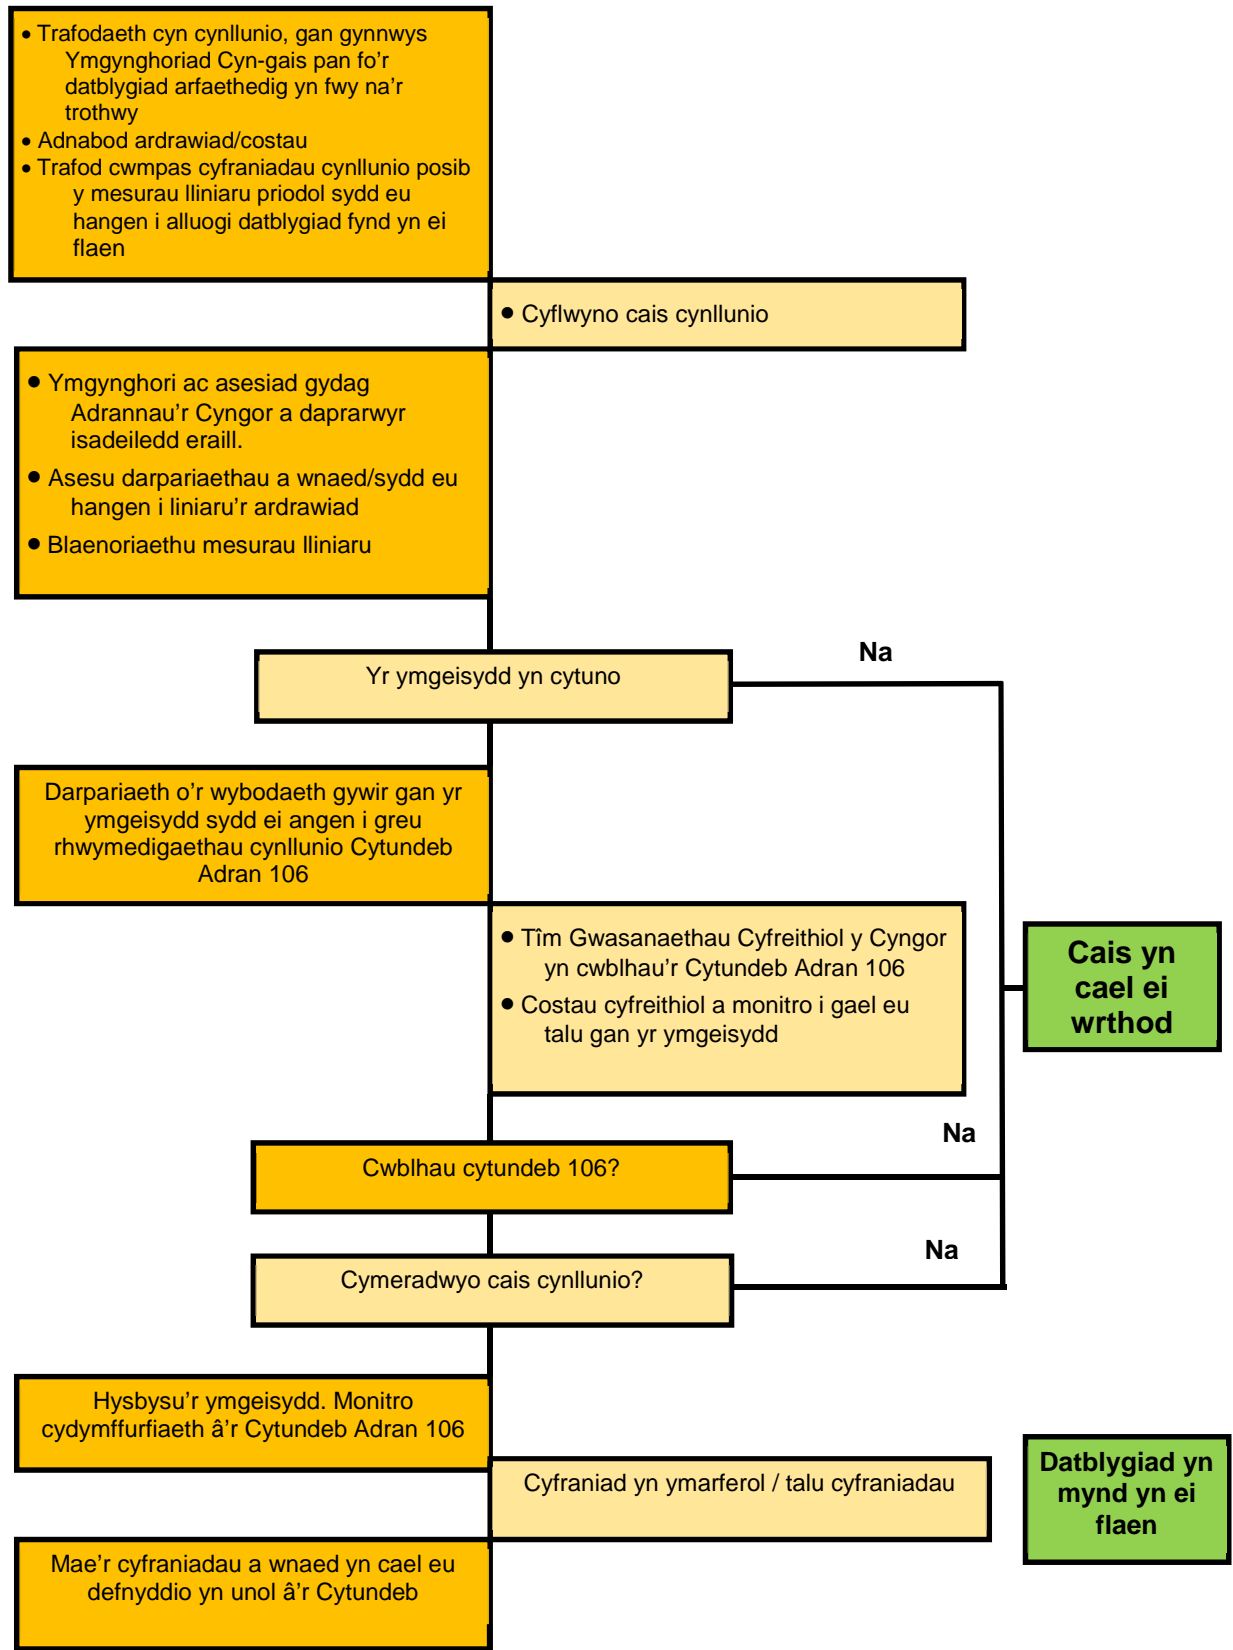 • Trafodaeth cyn cynllunio, gan gynnwys
Ymgynghoriad Cyn-gais pan fo'r
datblygiad arfaethedig yn fwy na'r
trothwy
• Adnabod ardrawiad/costau
• Trafod cwmpas cyfraniadau cynllunio posib
y mesurau lliniaru priodol sydd eu
hangen i alluogi datblygiad fynd yn ei
flaen
• Cyflwyno cais cynllunio
• Ymgynghori ac asesiad gydag
Adrannau'r Cyngor a daprarwyr
isadeiledd eraill.
• Asesu darpariaethau a wnaed/sydd eu
hangen i liniaru'r ardrawiad
• Blaenoriaethu mesurau lliniaru
Yr ymgeisydd yn cytuno
Na
Darpariaeth o'r wybodaeth gywir gan yr
ymgeisydd sydd ei angen i greu
rhwymedigaethau cynllunio Cytundeb
Adran 106
• Tîm Gwasanaethau Cyfreithiol y Cyngor
yn cwblhau'r Cytundeb Adran 106
• Costau cyfreithiol a monitro i gael eu
talu gan yr ymgeisydd
Cais yn
cael ei
wrthod
Cwblhau cytundeb 106?
Na
Cymeradwyo cais cynllunio?
Na
Hysbysu'r ymgeisydd. Monitro
cydymffurfiaeth â'r Cytundeb Adran 106
Cyfraniad yn ymarferol / talu cyfraniadau
Datblygiad yn
mynd yn ei
flaen
Mae'r cyfraniadau a wnaed yn cael eu
defnyddio yn unol â'r Cytundeb